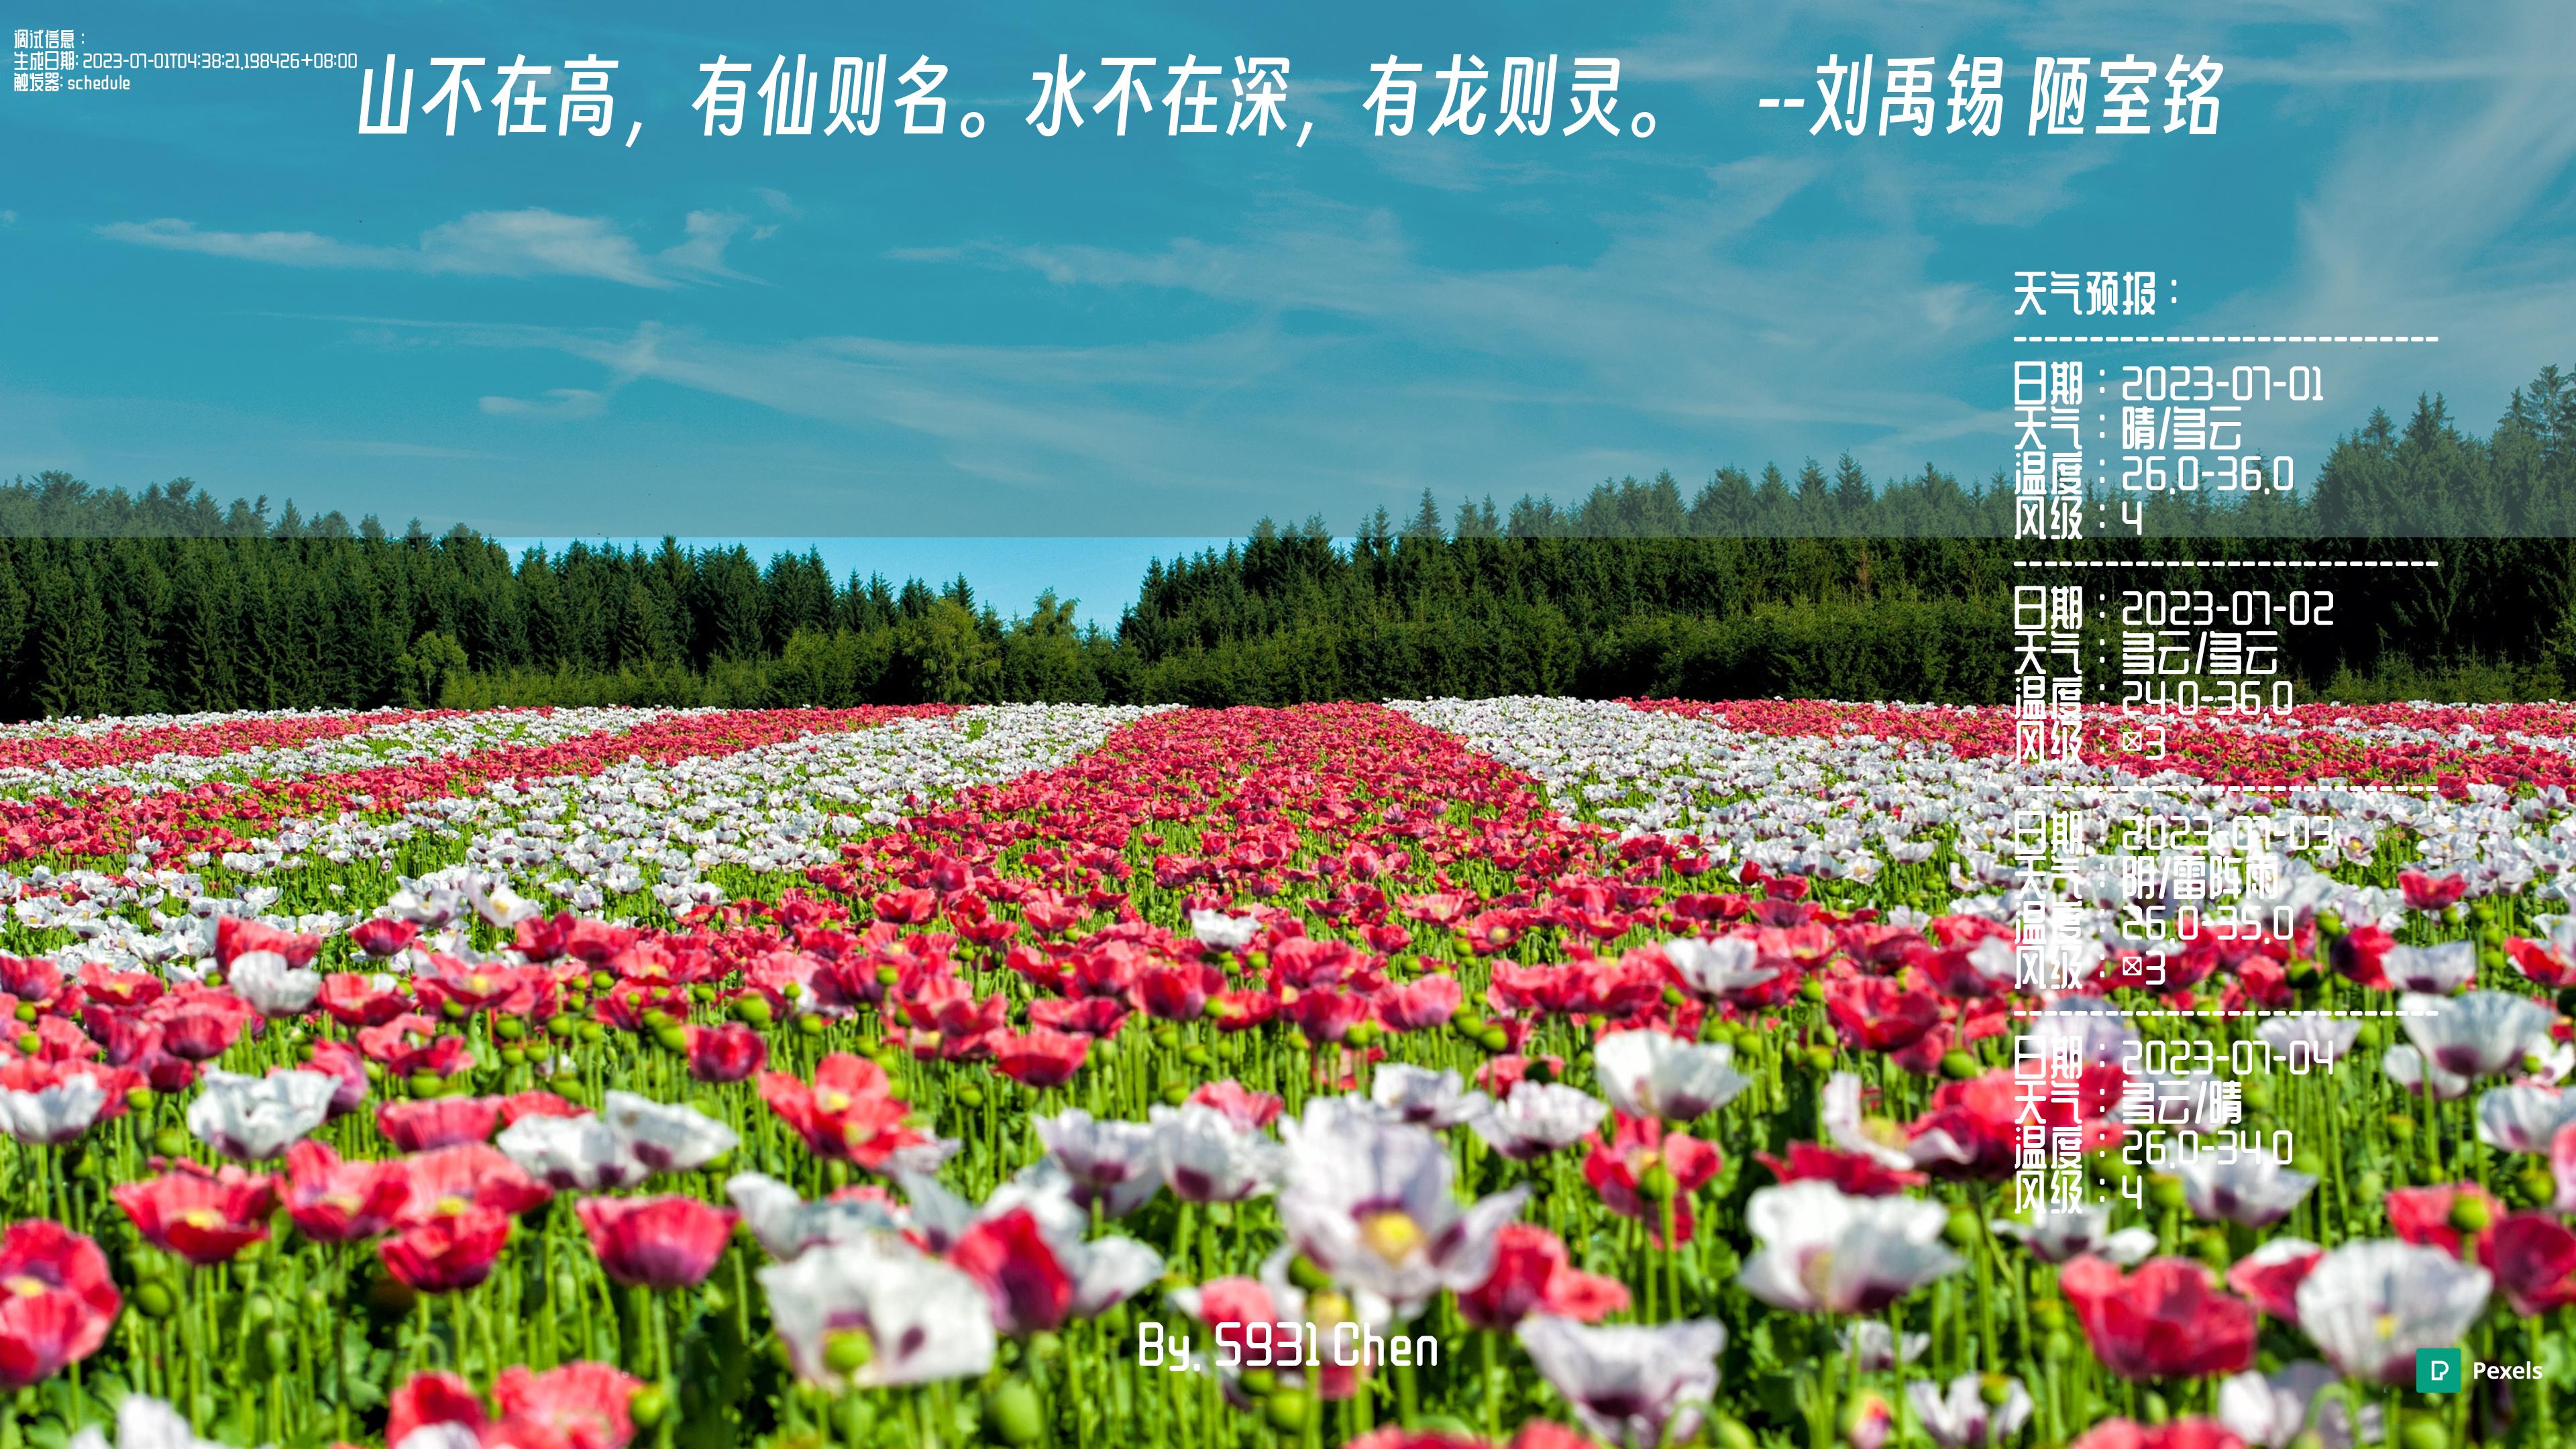 调试信息：
生成日期: 2023-07-01T04:38:21.198426+08:00
触发器: schedule
山不在高，有仙则名。水不在深，有龙则灵。 --刘禹锡 陋室铭
天气预报：
----------------------------
日期：2023-07-01
天气：晴/多云
温度：26.0-36.0
风级：4
----------------------------
日期：2023-07-02
天气：多云/多云
温度：24.0-36.0
风级：☒3
----------------------------
日期：2023-07-03
天气：阴/雷阵雨
温度：26.0-35.0
风级：☒3
----------------------------
日期：2023-07-04
天气：多云/晴
温度：26.0-34.0
风级：4
By. S931 Chen
Pexels